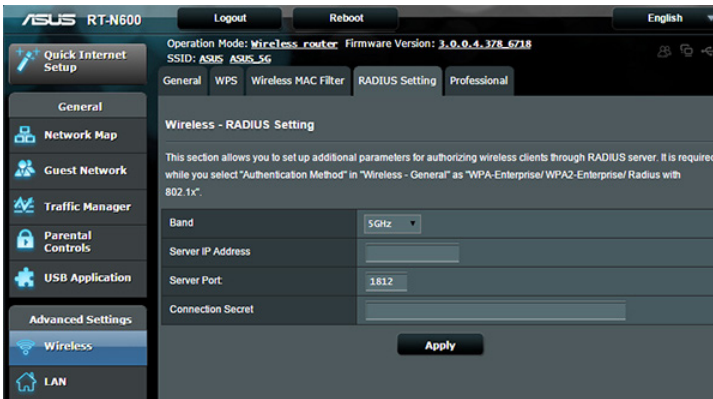 ASUS RT-N600 Logout Reboot English
Quick Internet
Setup
General
Network Map
Guest Network
Traffic Manager
Parental
Controls
USB Application
Advanced Settings
Wireless
LAN
Operation Mode: Wireless router Firmware Version: 3.0.0.4.378_6718
SSID: ASUS ASUS_5G
General WPS Wireless MAC Filter RADIUS Setting Professional
Wireless - RADIUS Setting
This section allows you to set up additional parameters for authorizing wireless clients through RADIUS server. It is required
while you select "Authentication Method" in "Wireless - General" as "WPA-Enterprise/ WPA2-Enterprise/ Radius with
802.1x".
Band 5GHz
Server IP Address
Server Port: 1812
Connection Secret
Apply